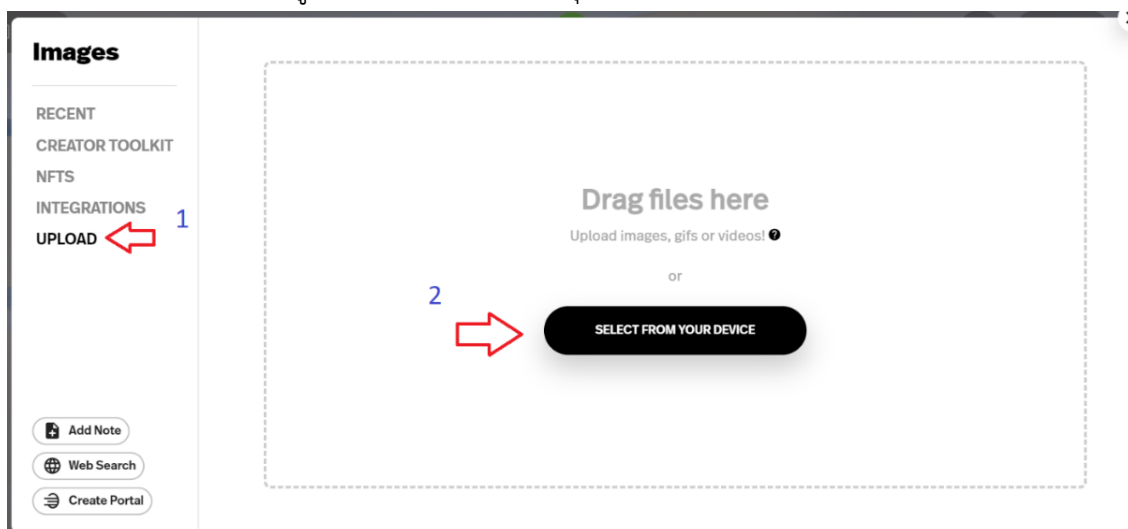 Images
RECENT
CREATOR TOOLKIT
NFTS
INTEGRATIONS
1
UPLOAD
Drag files here
Upload images, gifs or videos!
or
2
SELECT FROM YOUR DEVICE
Add Note
Web Search
Create Portal